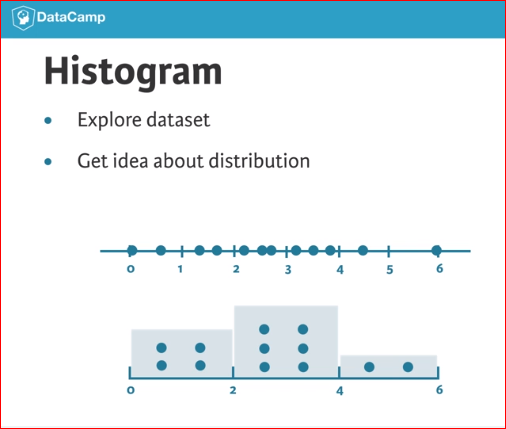 DataCamp
Histogram
• Explore dataset
• Get idea about distribution
0 1 2 3 4 5 6
0 2 4 6